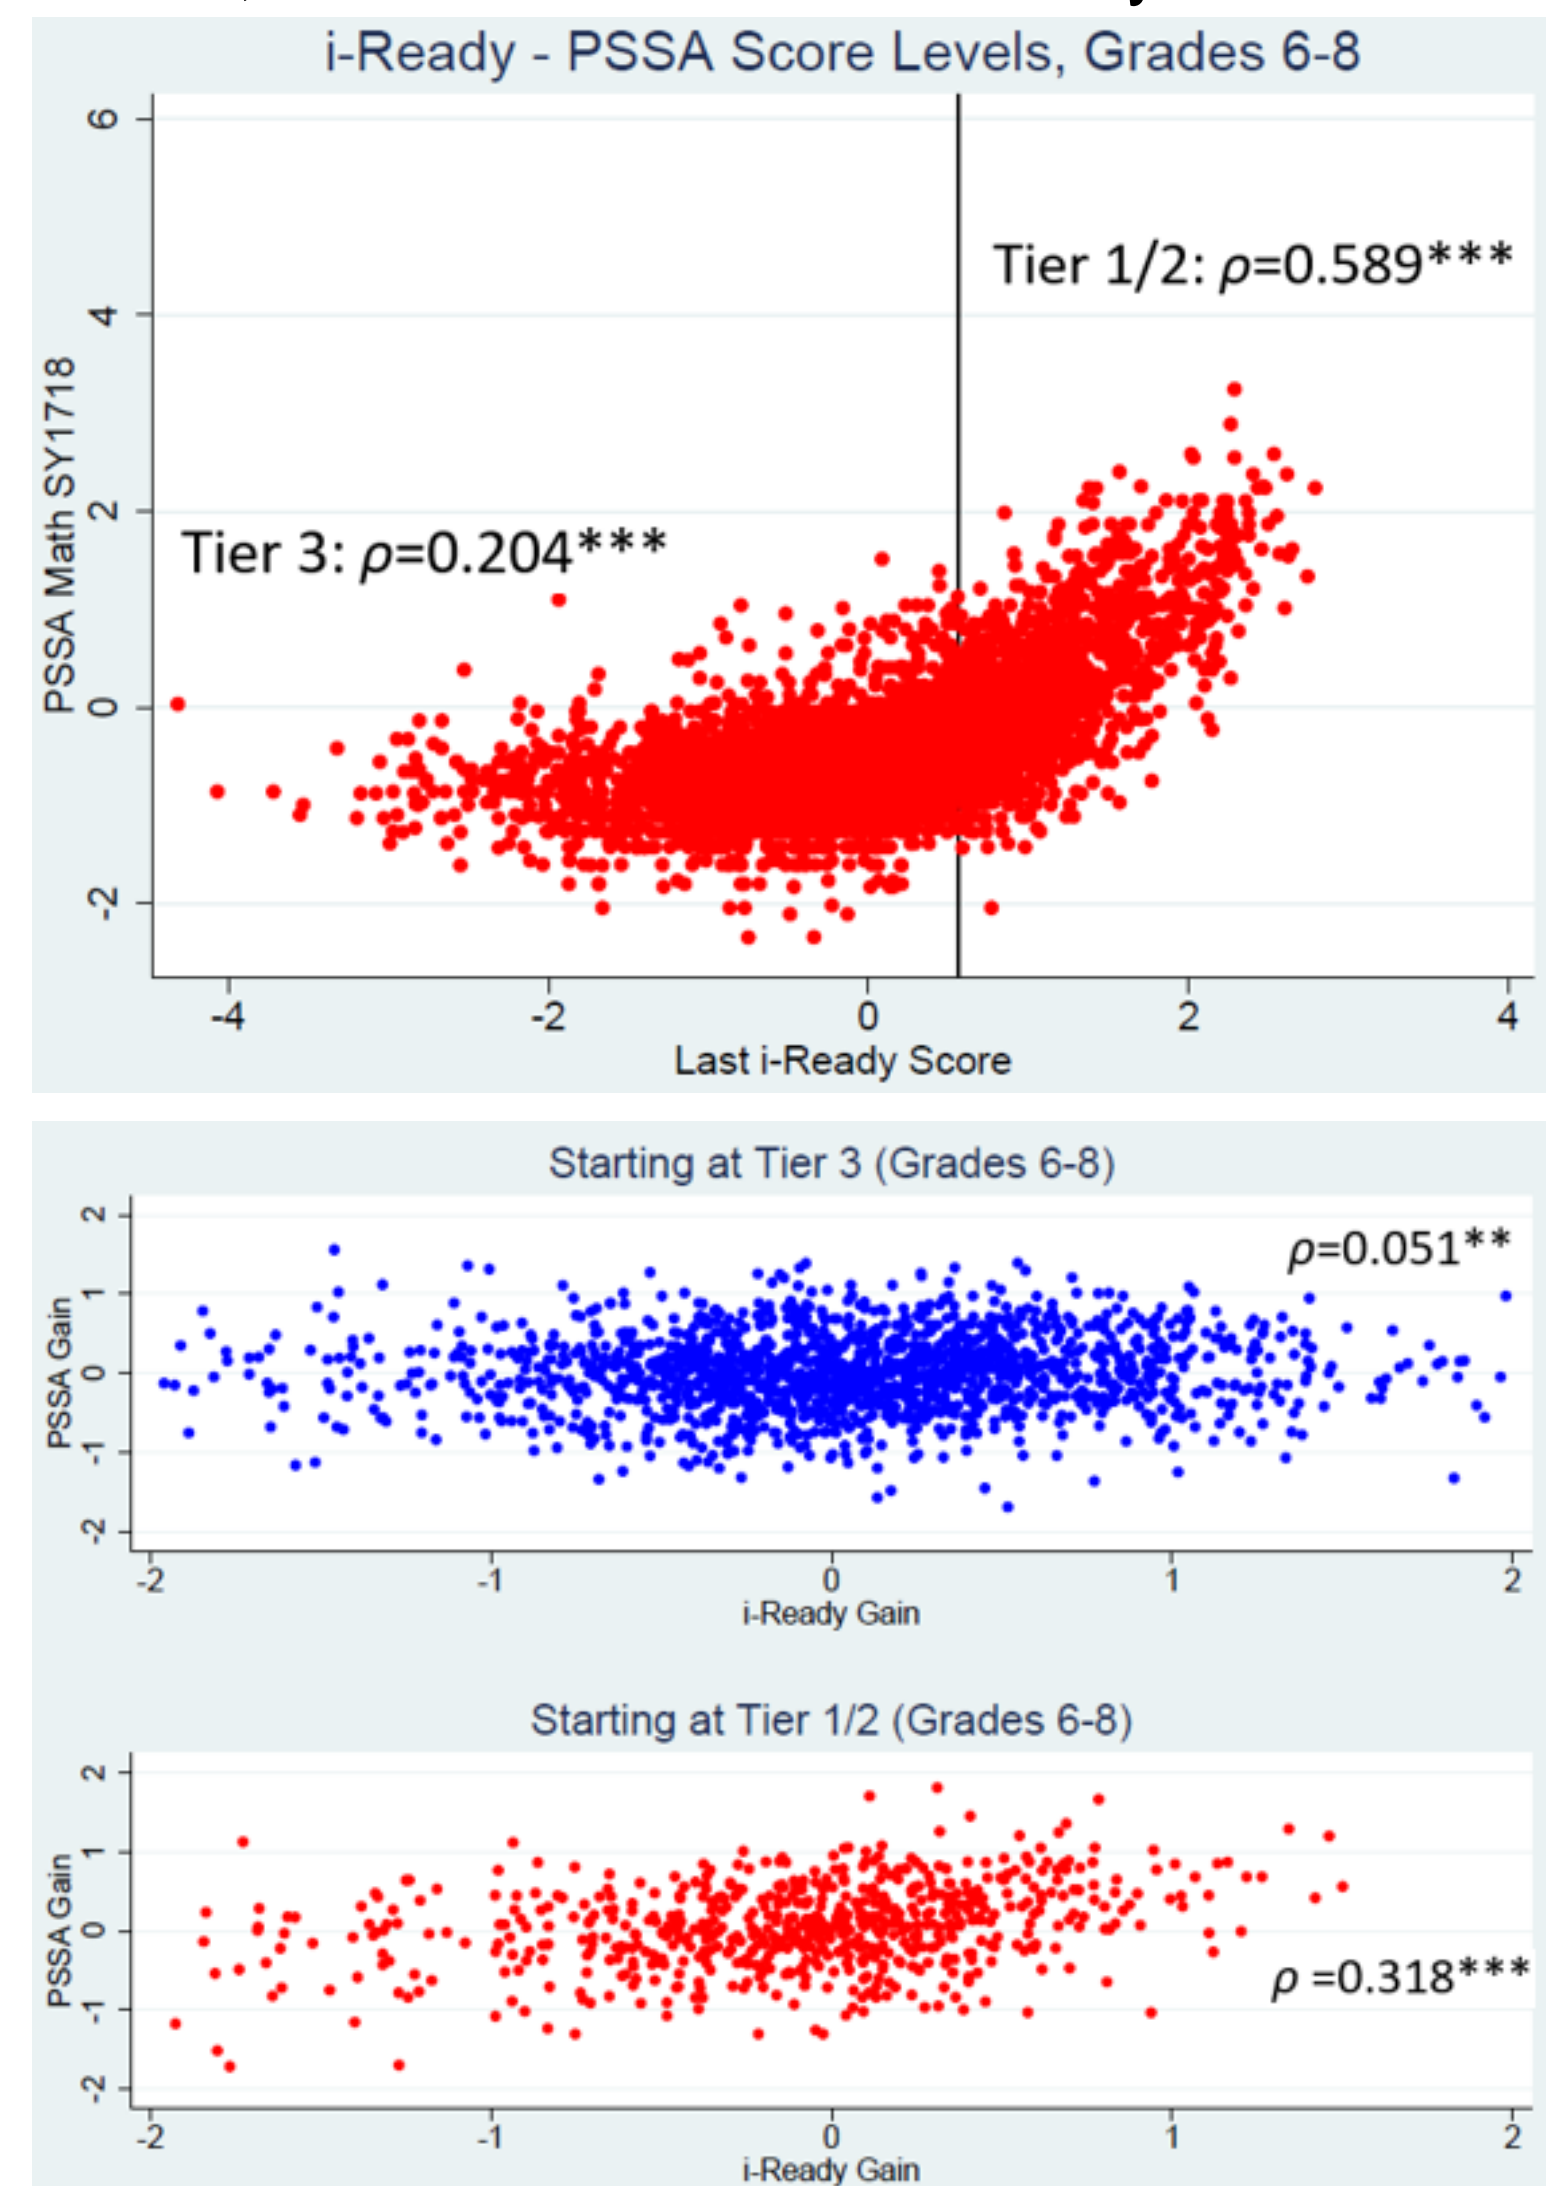 i-Ready - PSSA Score Levels, Grades 6-8
6
Tier 1/2: ρ=0.589***
4
PSSA Math SY1718
2
Tier 3: ρ=0.204***
0
-2
-4 -2 0 2 4
Last i-Ready Score
Starting at Tier 3 (Grades 6-8)
2
ρ=0.051**
1
PSSA Gain
0
-1
-2
-2 -1 0 1 2
i-Ready Gain
Starting at Tier 1/2 (Grades 6-8)
2
1
PSSA Gain
0
ρ =0.318***
-1
-2
-2 -1 0 1 2
i-Ready Gain